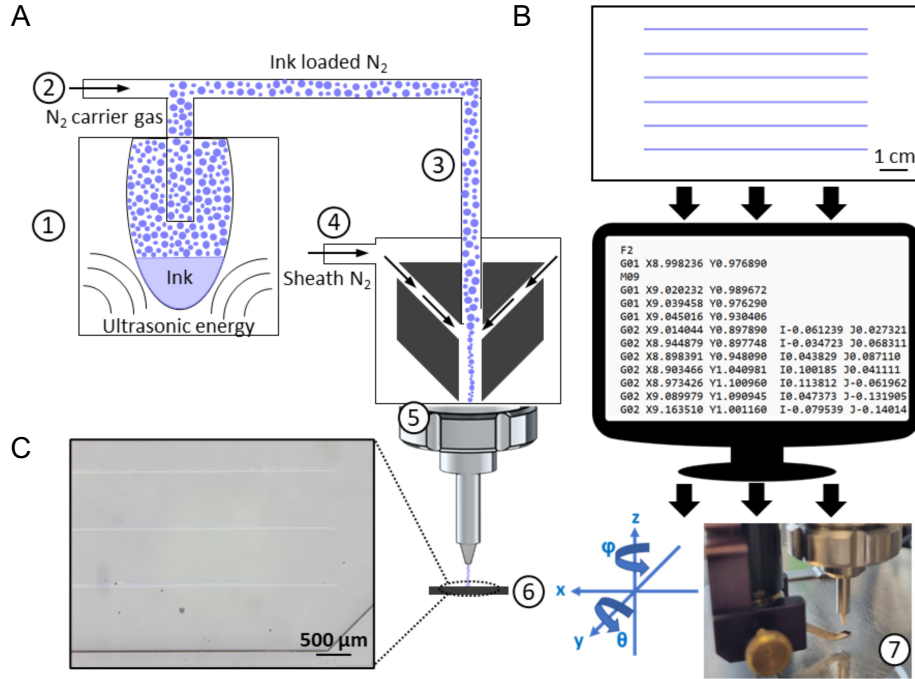 A
Ink loaded N2
2
N2 carrier gas
1
3
4
Ink
Sheath N2
Ultrasonic energy
5
B
1 cm
F2
G01 X8.998236 Y0.976890
M09
G01 X9.020232 Y0.989672
G01 X9.039458 Y0.976290
G01 X9.045016 Y0.930406
G02 X9.014044 Y0.897890 I-0.061239 J0.027321
G02 X8.944879 Y0.897748 I-0.034723 J0.068311
G02 X8.898391 Y0.948090 I0.043829 J0.087110
G02 X8.903466 Y1.040981 I0.100185 J0.041111
G02 X8.973426 Y1.100960 I0.113812 J-0.061962
G02 X9.089979 Y1.090945 I0.047373 J-0.131905
G02 X9.163510 Y1.001160 I-0.079539 J-0.14014
C
500 μm
6
z
φ
x
y
θ
7